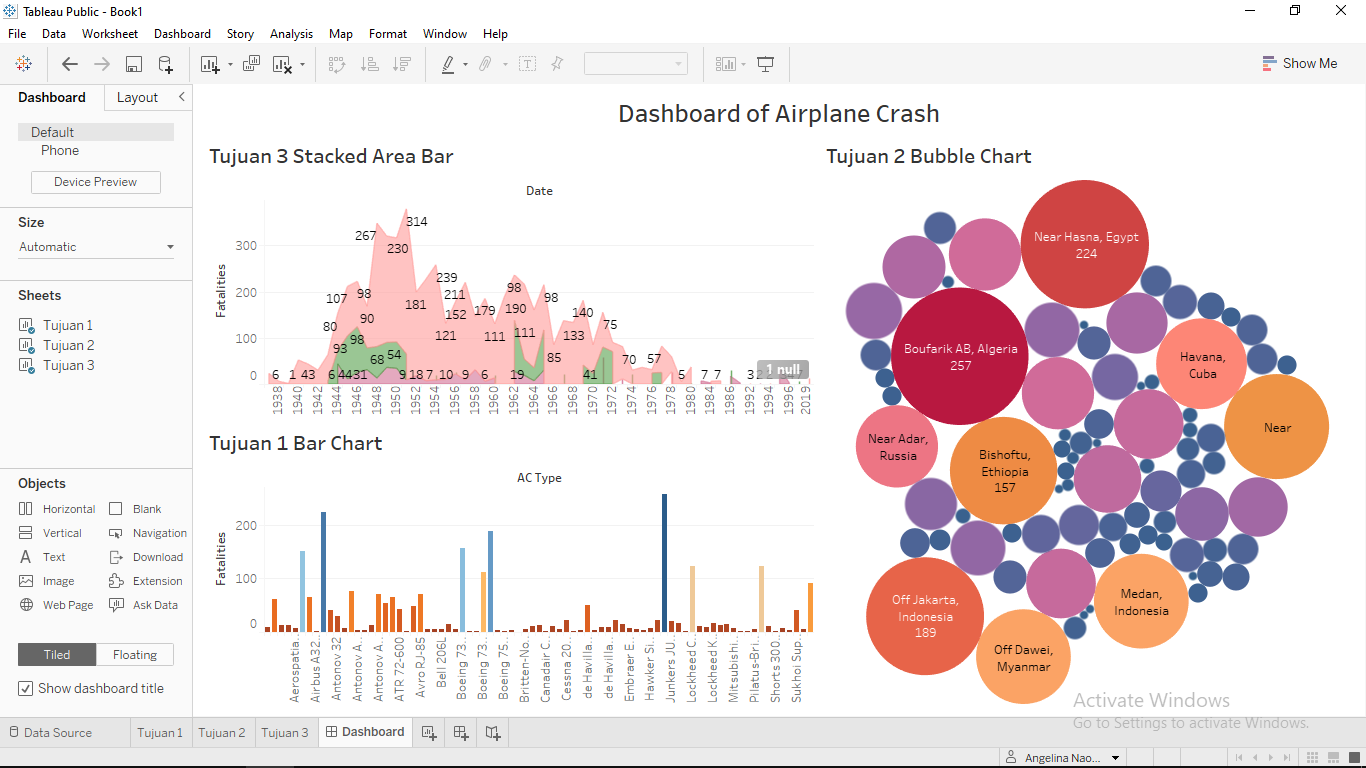 Tableau Public - Book1
File Data Worksheet Dashboard Story Analysis Map Format Window Help
Show Me
Dashboard Layout
Default
Phone
Device Preview
Size
Automatic
Sheets
Tujuan 1
Tujuan 2
Tujuan 3
Objects
Horizontal Blank
Vertical Navigation
Text Download
Image Extension
Web Page Ask Data
Tiled Floating
Show dashboard title
Dashboard of Airplane Crash
Tujuan 3 Stacked Area Bar
Date
Fatalities
300
200
100
0
314
267
230
239
107 98 211 98 98
181 152 179 190 140
80 90 75
93 98 121 111 111 133
68 54 85 70 57
6 1 43 6 44 31 9 18 7 10 9 6 19 41 5 7 7
1 null
1938 1940 1942 1944 1946 1948 1950 1952 1954 1956 1958 1960 1962 1964 1966 1968 1970 1972 1974 1976 1978 1980 1984 1986 1992 1994 1996 2019
Tujuan 1 Bar Chart
AC Type
Fatalities
200
100
0
Aerospatia..
Airbus A32..
Antonov 32
Antonov A..
Antonov A..
ATR 72-600
Avro RJ-85
Bell 206L
Boeing 73..
Boeing 73..
Boeing 75..
Britten-No..
Canadair C..
Cessna 20..
de Havilla..
de Havilla..
Embraer E..
Hawker Si..
Junkers JU..
Lockheed C..
Lockheed K..
Mitsubishi..
Pilatus-Bri..
Shorts 300..
Sukhoi Sup..
Tujuan 2 Bubble Chart
Near Hasna, Egypt
224
Boufarik AB, Algeria
257
Havana,
Cuba
Near
Near Adar,
Russia
Bishoftu,
Ethiopia
157
Off Jakarta,
Indonesia
189
Medan,
Indonesia
Off Dawei,
Myanmar
Activate Windows
Go to Settings to activate Windows.
Data Source Tujuan 1 Tujuan 2 Tujuan 3 Dashboard
Angelina Nao...